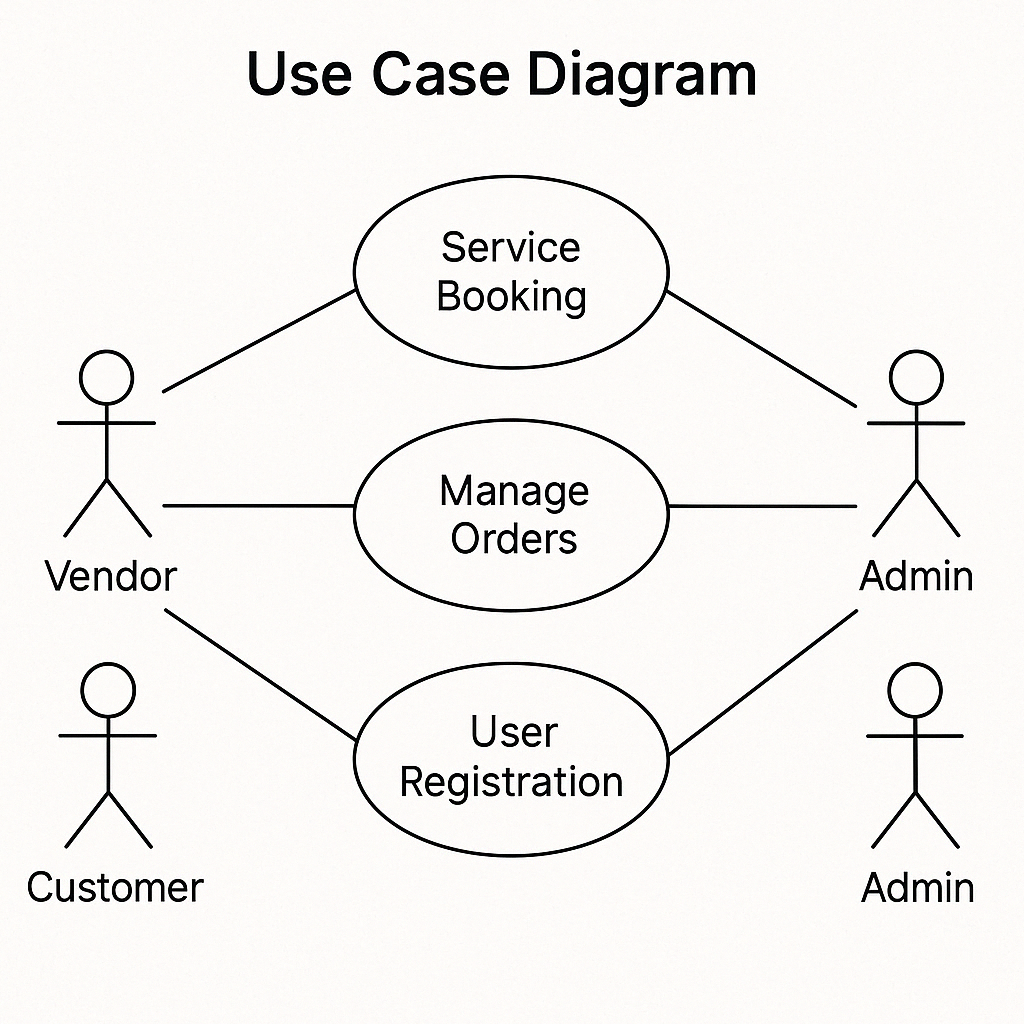 Use Case Diagram
Service
Booking
Manage
Orders
Vendor
Admin
User
Registration
Customer
Admin